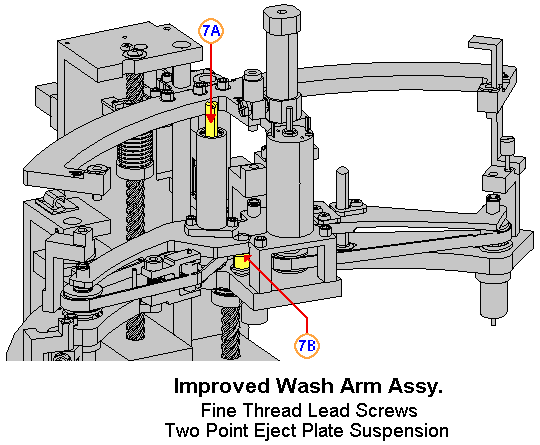 7A
7B
Improved Wash Arm Assy.
Fine Thread Lead Screws
Two Point Eject Plate Suspension